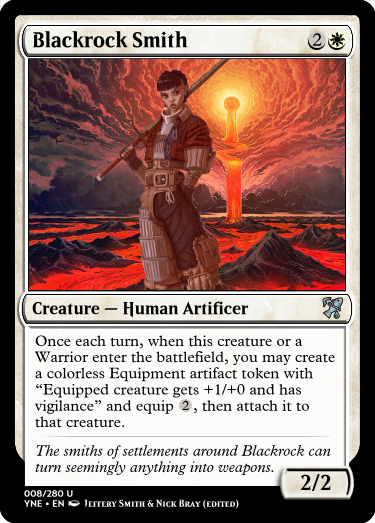 Blackrock Smith 2
Creature — Human Artificer
Once each turn, when this creature or a
Warrior enter the battlefield, you may create
a colorless Equipment artifact token with
“Equipped creature gets +1/+0 and has
vigilance” and equip 2, then attach it to
that creature.
The smiths of settlements around Blackrock can
turn seemingly anything into weapons.
2/2
008/280 U
YNE • EN Jeffery Smith & Nick Bray (edited)